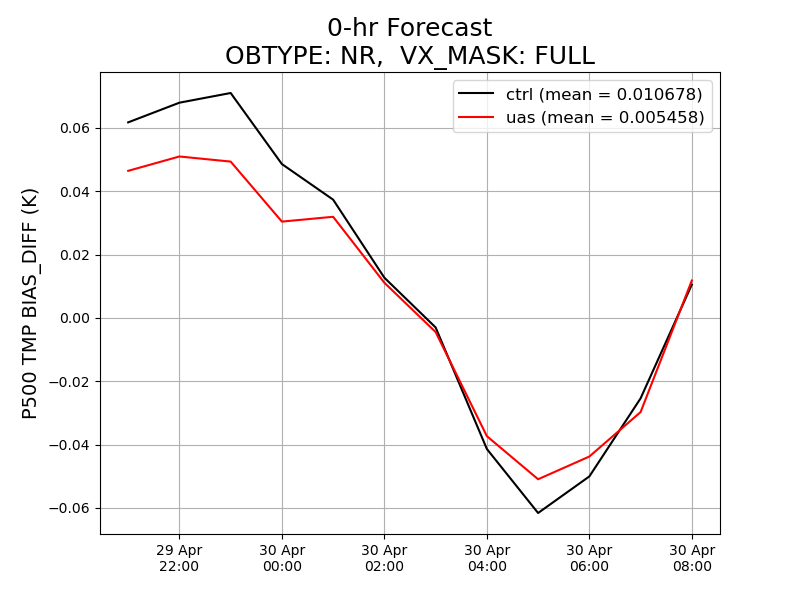 0-hr Forecast
OBTYPE: NR,  VX_MASK: FULL
ctrl (mean = 0.010678)
uas (mean = 0.005458)
P500 TMP BIAS_DIFF (K)
0.06
0.04
0.02
0.00
−0.02
−0.04
−0.06
29 Apr
22:00
30 Apr
00:00
30 Apr
02:00
30 Apr
04:00
30 Apr
06:00
30 Apr
08:00